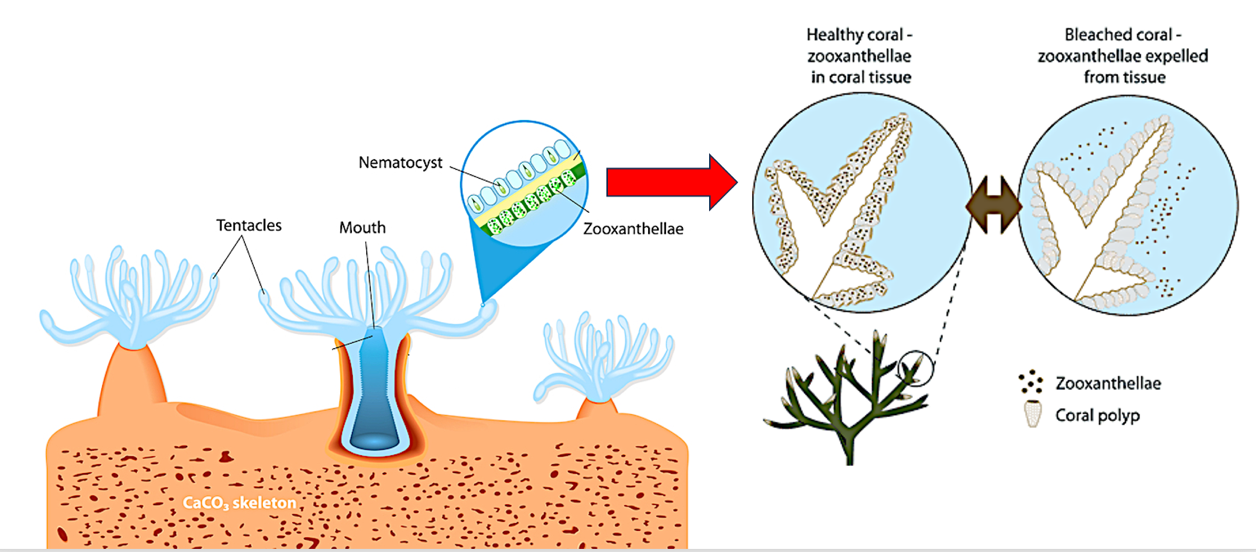 Nematocyst
Zooxanthellae
Tentacles
Mouth
CaCO₃ skeleton
Healthy coral -
zooxanthellae
in coral tissue
Bleached coral -
zooxanthellae expelled
from tissue
Zooxanthellae
Coral polyp